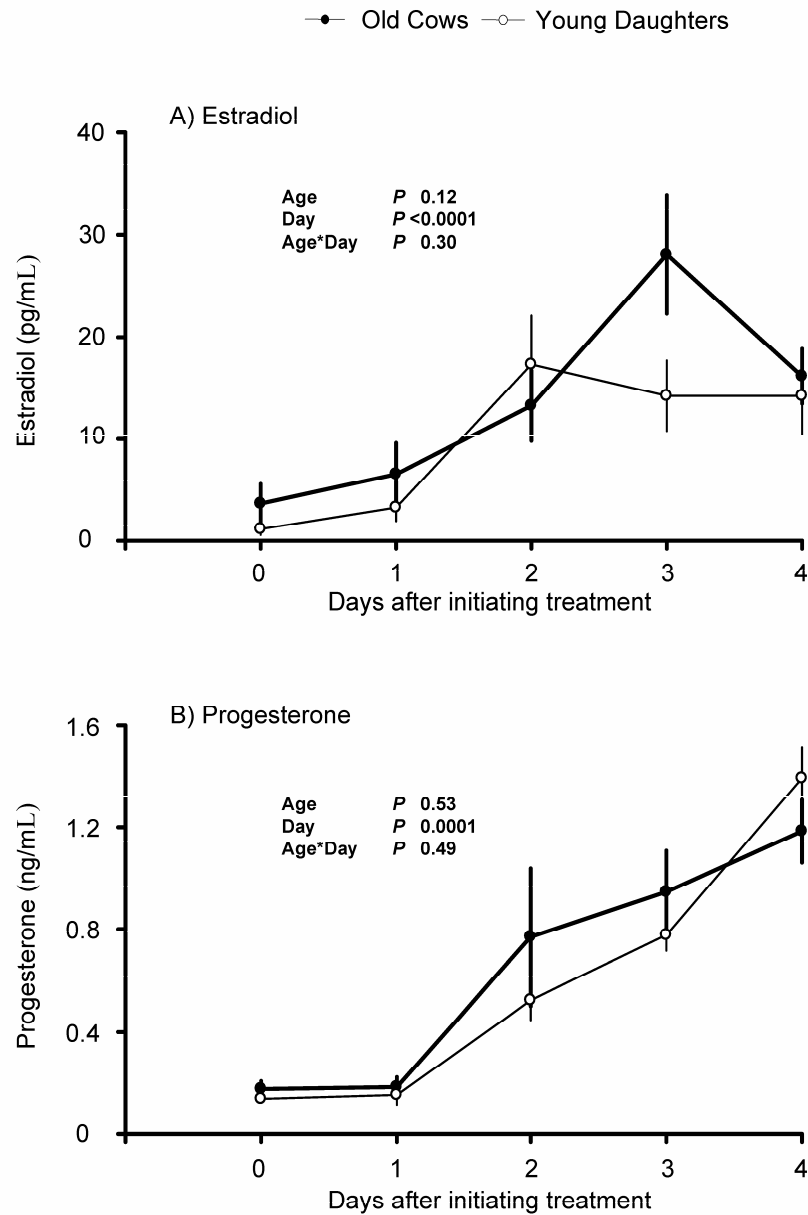 Old Cows Young Daughters
A) Estradiol
40
Age P 0.12
Day P <0.0001
Age*Day P 0.30
30
Estradiol (pg/mL)
20
10
0
0 1 2 3 4
Days after initiating treatment
B) Progesterone
1.6
Age P 0.53
Day P 0.0001
Age*Day P 0.49
1.2
Progesterone (ng/mL)
0.8
0.4
0
0 1 2 3 4
Days after initiating treatment